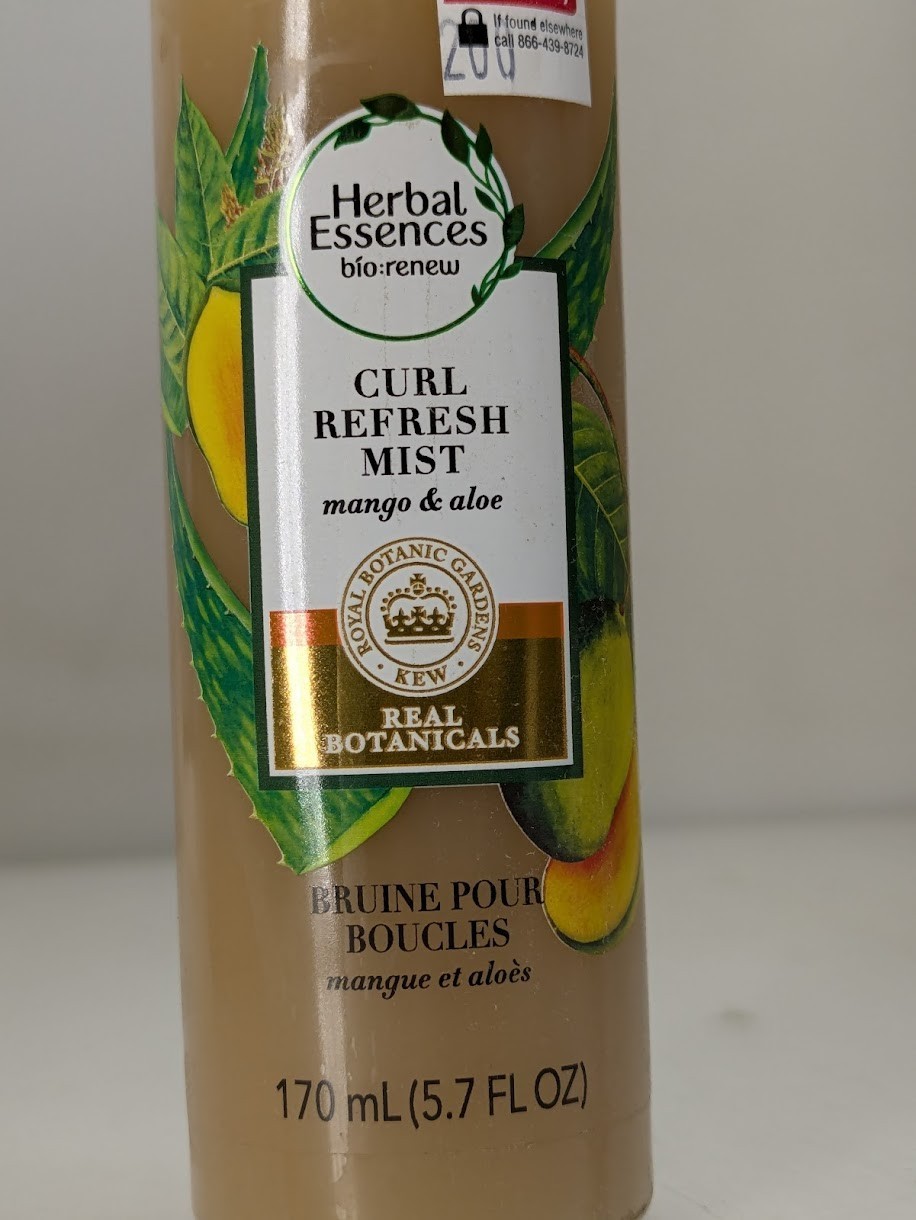 If found elsewhere
call 866-439-8724
200
Herbal
Essences
bío:renew
CURL
REFRESH
MIST
mango & aloe
ROYAL BOTANIC GARDENS
• KEW •
REAL
BOTANICALS
BRUINE POUR
BOUCLES
mangue et aloès
170 mL (5.7 FL OZ)